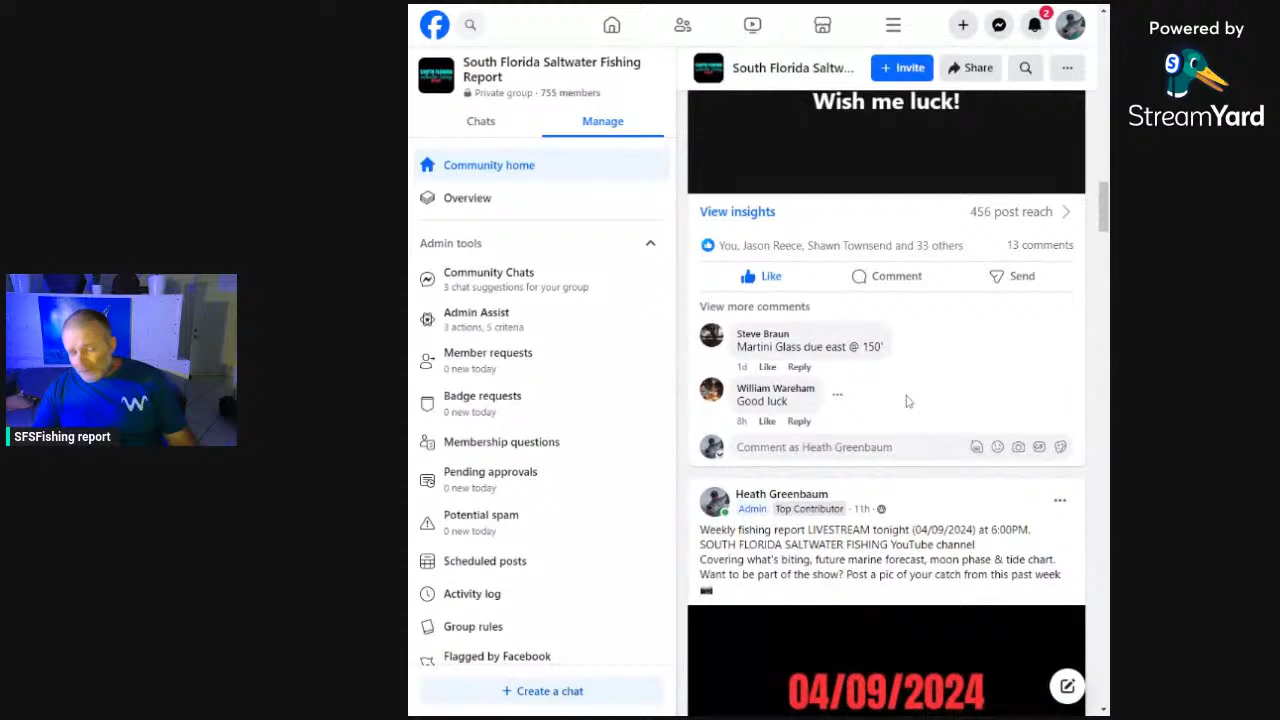 Powered by
StreamYard
SFSFishing report
2
South Florida Saltwater Fishing
Report
Private group · 755 members
Chats
Manage
Community home
Overview
Admin tools
Community Chats
3 chat suggestions for your group
Admin Assist
3 actions, 5 criteria
Member requests
0 new today
Badge requests
0 new today
Membership questions
Pending approvals
0 new today
Potential spam
0 new today
Scheduled posts
Activity log
Group rules
Flagged by Facebook
+ Create a chat
South Florida Saltw...
+ Invite
Share
Wish me luck!
View insights
456 post reach
You, Jason Reece, Shawn Townsend and 33 others
13 comments
Like
Comment
Send
View more comments
Steve Braun
Martini Glass due east @ 150'
1d Like Reply
William Wareham
Good luck
8h Like Reply
Comment as Heath Greenbaum
Heath Greenbaum
Admin Top Contributor · 11h ·
Weekly fishing report LIVESTREAM tonight (04/09/2024) at 6:00PM.
SOUTH FLORIDA SALTWATER FISHING YouTube channel
Covering what's biting, future marine forecast, moon phase & tide chart.
Want to be part of the show? Post a pic of your catch from this past week
04/09/2024